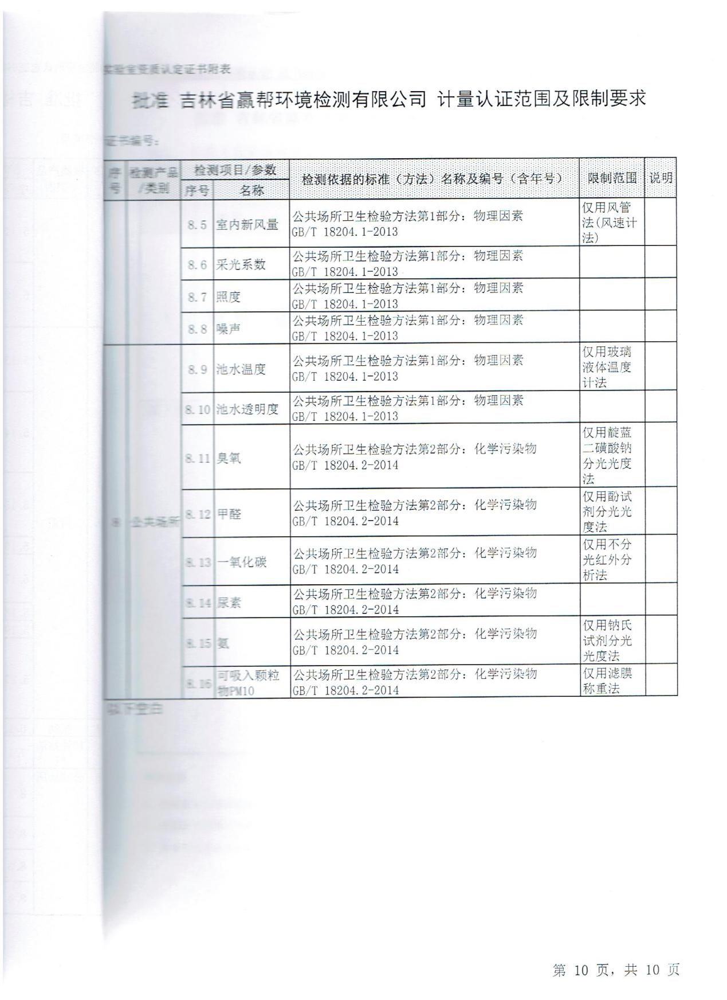 实验室资质认定证书附表
批准 吉林省赢帮环境检测有限公司 计量认证范围及限制要求
证书编号：
序号 检测产品/类别 检测项目/参数 检测依据的标准（方法）名称及编号（含年号） 限制范围 说明
序号 名称
8.5 室内新风量 公共场所卫生检验方法第1部分：物理因素
GB/T 18204.1-2013
仅用风管
法(风速计
法)
8.6 采光系数 公共场所卫生检验方法第1部分：物理因素
GB/T 18204.1-2013
8.7 照度 公共场所卫生检验方法第1部分：物理因素
GB/T 18204.1-2013
8.8 噪声 公共场所卫生检验方法第1部分：物理因素
GB/T 18204.1-2013
8 公共场所
8.9 池水温度 公共场所卫生检验方法第1部分：物理因素
GB/T 18204.1-2013
仅用玻璃
液体温度
计法
8.10 池水透明度 公共场所卫生检验方法第1部分：物理因素
GB/T 18204.1-2013
8.11 臭氧 公共场所卫生检验方法第2部分：化学污染物
GB/T 18204.2-2014
仅用靛蓝
二磺酸钠
分光光度
法
8.12 甲醛 公共场所卫生检验方法第2部分：化学污染物
GB/T 18204.2-2014
仅用酚试
剂分光光
度法
8.13 一氧化碳 公共场所卫生检验方法第2部分：化学污染物
GB/T 18204.2-2014
仅用不分
光红外分
析法
8.14 尿素 公共场所卫生检验方法第2部分：化学污染物
GB/T 18204.2-2014
8.15 氨 公共场所卫生检验方法第2部分：化学污染物
GB/T 18204.2-2014
仅用钠氏
试剂分光
光度法
8.16 可吸入颗粒
物PM10
公共场所卫生检验方法第2部分：化学污染物
GB/T 18204.2-2014
仅用滤膜
称重法
以下空白
第 10 页，共 10 页